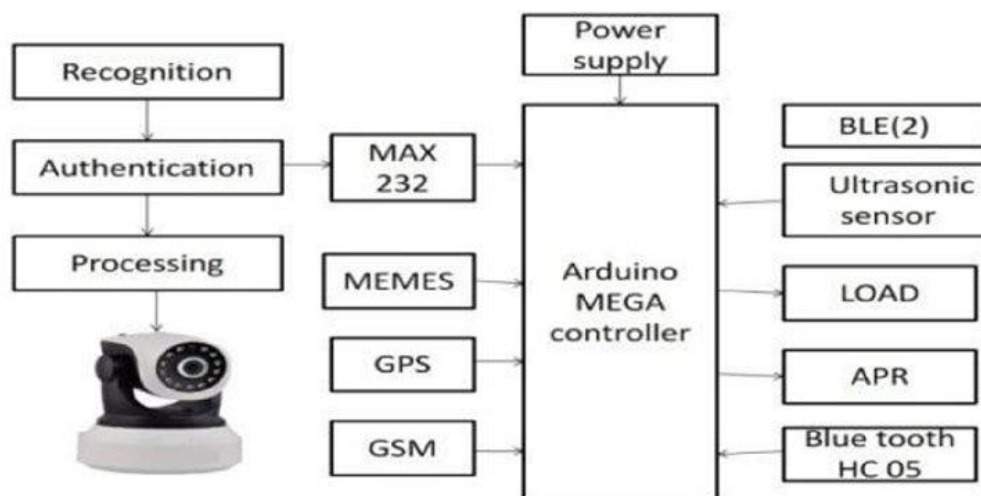 Recognition
Authentication
Processing
MAX
232
MEMES
GPS
GSM
Power
supply
Arduino
MEGA
controller
BLE(2)
Ultrasonic
sensor
LOAD
APR
Blue tooth
HC 05